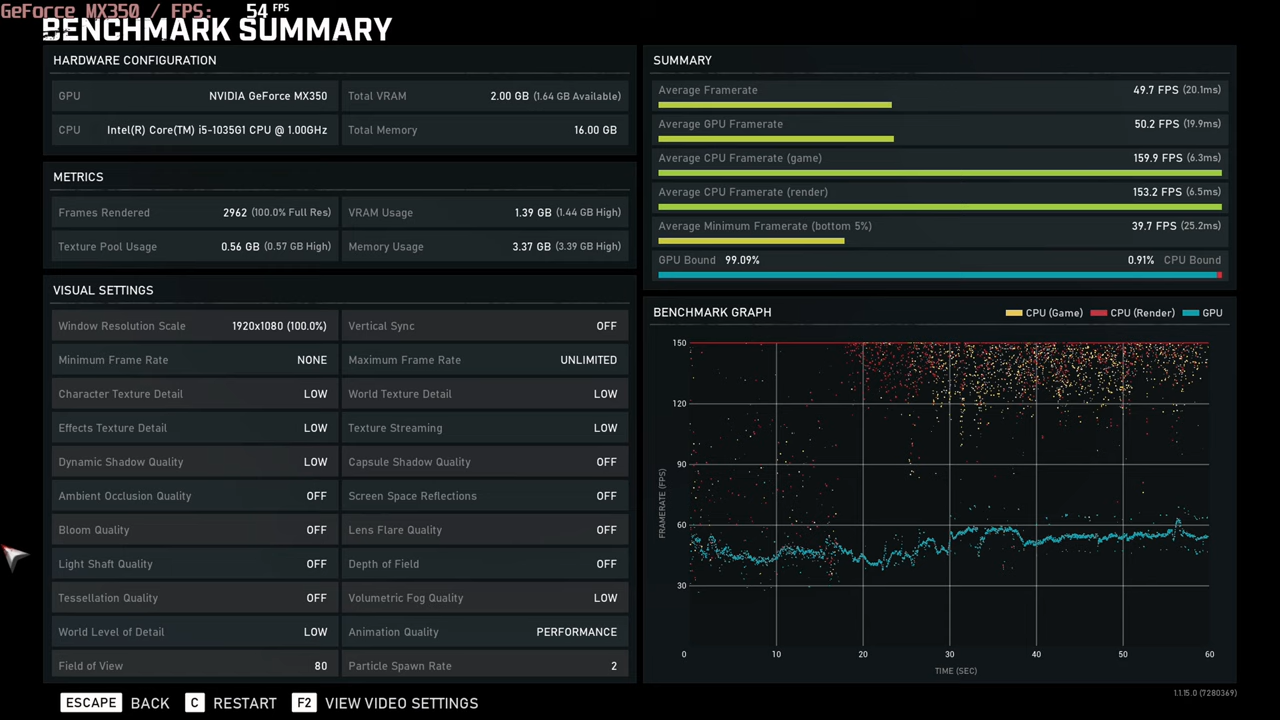 GeForce MX350 / FPS: 54 FPS
BENCHMARK SUMMARY
HARDWARE CONFIGURATION
GPU NVIDIA GeForce MX350 Total VRAM 2.00 GB (1.64 GB Available)
CPU Intel(R) Core(TM) i5-1035G1 CPU @ 1.00GHz Total Memory 16.00 GB
METRICS
Frames Rendered 2962 (100.0% Full Res) VRAM Usage 1.39 GB (1.44 GB High)
Texture Pool Usage 0.56 GB (0.57 GB High) Memory Usage 3.37 GB (3.39 GB High)
VISUAL SETTINGS
Window Resolution Scale 1920x1080 (100.0%) Vertical Sync OFF
Minimum Frame Rate NONE Maximum Frame Rate UNLIMITED
Character Texture Detail LOW World Texture Detail LOW
Effects Texture Detail LOW Texture Streaming LOW
Dynamic Shadow Quality LOW Capsule Shadow Quality OFF
Ambient Occlusion Quality OFF Screen Space Reflections OFF
Bloom Quality OFF Lens Flare Quality OFF
Light Shaft Quality OFF Depth of Field OFF
Tessellation Quality OFF Volumetric Fog Quality LOW
World Level of Detail LOW Animation Quality PERFORMANCE
Field of View 80 Particle Spawn Rate 2
SUMMARY
Average Framerate 49.7 FPS (20.1ms)
Average GPU Framerate 50.2 FPS (19.9ms)
Average CPU Framerate (game) 159.9 FPS (6.3ms)
Average CPU Framerate (render) 153.2 FPS (6.5ms)
Average Minimum Framerate (bottom 5%) 39.7 FPS (25.2ms)
GPU Bound 99.09% 0.91% CPU Bound
BENCHMARK GRAPH CPU (Game) CPU (Render) GPU
150
120
90
60
30
FRAMERATE (FPS)
0 10 20 30 40 50 60
TIME (SEC)
ESCAPE BACK C RESTART F2 VIEW VIDEO SETTINGS
1.1.15.0 (7280369)